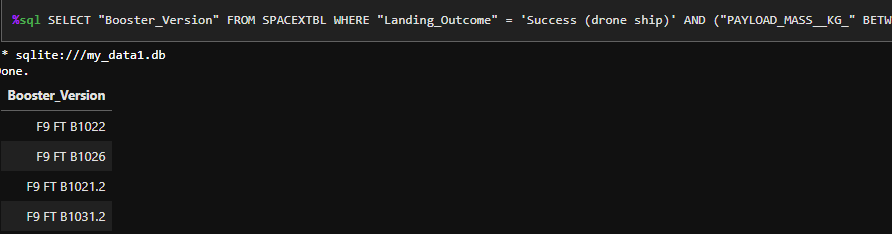 %sql SELECT "Booster_Version" FROM SPACEXTBL WHERE "Landing_Outcome" = 'Success (drone ship)' AND ("PAYLOAD_MASS__KG_" BETW
* sqlite:///my_data1.db
one.
Booster_Version
F9 FT B1022
F9 FT B1026
F9 FT B1021.2
F9 FT B1031.2